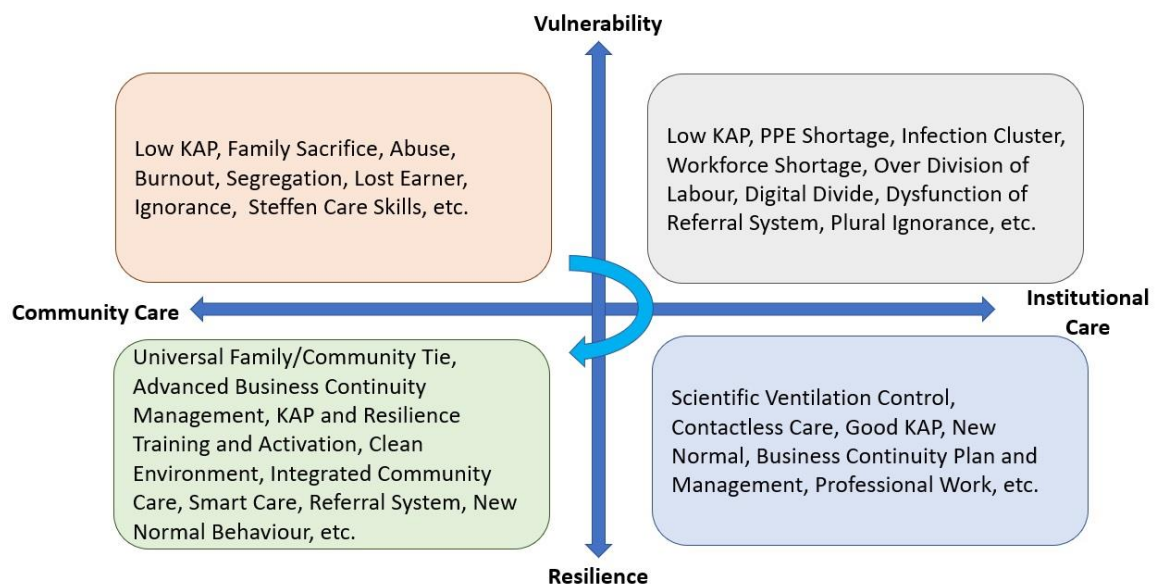 Vulnerability
Low KAP, Family Sacrifice, Abuse,
Burnout, Segregation, Lost Earner,
Ignorance, Steffen Care Skills, etc.
Low KAP, PPE Shortage, Infection Cluster,
Workforce Shortage, Over Division of
Labour, Digital Divide, Dysfunction of
Referral System, Plural Ignorance, etc.
Community Care
Institutional
Care
Universal Family/Community Tie,
Advanced Business Continuity
Management, KAP and Resilience
Training and Activation, Clean
Environment, Integrated Community
Care, Smart Care, Referral System, New
Normal Behaviour, etc.
Scientific Ventilation Control,
Contactless Care, Good KAP, New
Normal, Business Continuity Plan and
Management, Professional Work, etc.
Resilience